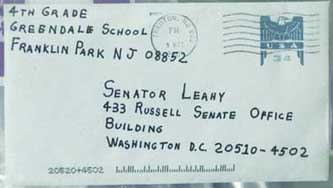 4TH GRADE
GREENDALE SCHOOL
FRANKLIN PARK NJ 08852
PM
USA
34
SENATOR LEAHY
433 RUSSELL SENATE OFFICE
BUILDING
WASHINGTON D.C. 20510-4502
20520+4502